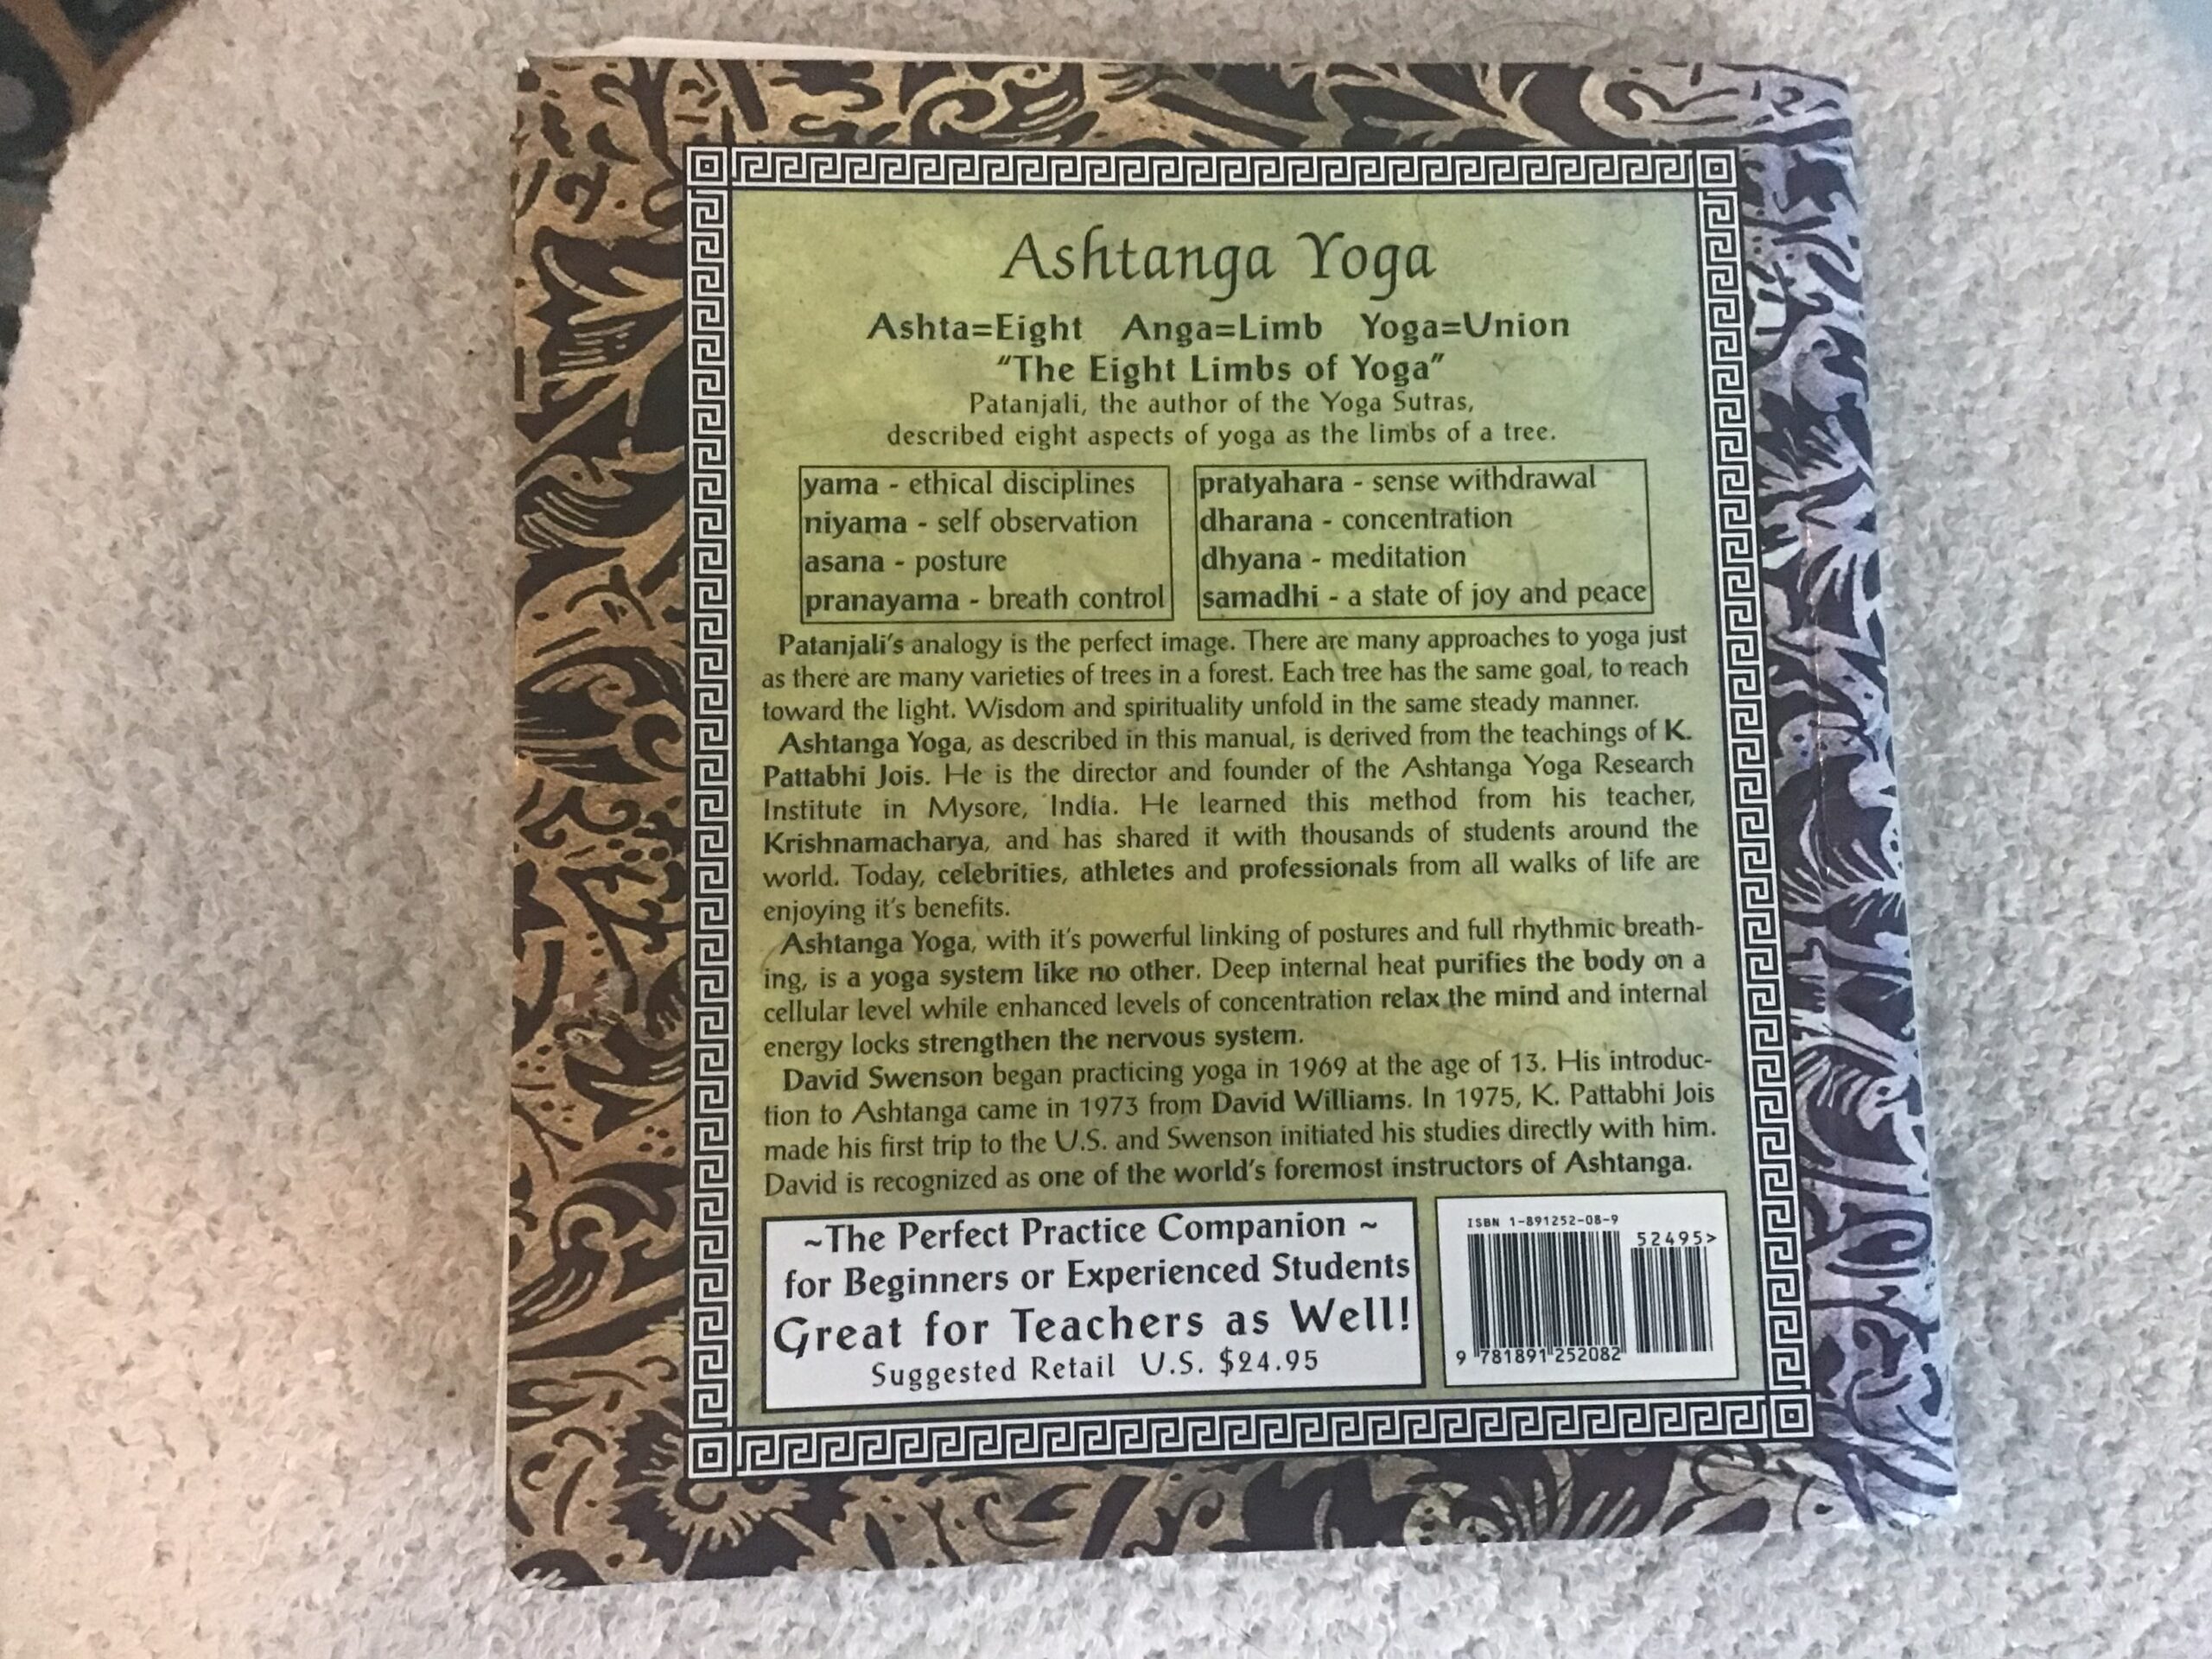 Ashtanga Yoga
Ashta=Eight Anga=Limb Yoga=Union
"The Eight Limbs of Yoga"
Patanjali, the author of the Yoga Sutras,
described eight aspects of yoga as the limbs of a tree.
yama - ethical disciplines
niyama - self observation
asana - posture
pranayama - breath control
pratyahara - sense withdrawal
dharana - concentration
dhyana - meditation
samadhi - a state of joy and peace
Patanjali's analogy is the perfect image. There are many approaches to yoga just
as there are many varieties of trees in a forest. Each tree has the same goal, to reach
toward the light. Wisdom and spirituality unfold in the same steady manner.
Ashtanga Yoga, as described in this manual, is derived from the teachings of K.
Pattabhi Jois. He is the director and founder of the Ashtanga Yoga Research
Institute in Mysore, India. He learned this method from his teacher,
Krishnamacharya, and has shared it with thousands of students around the
world. Today, celebrities, athletes and professionals from all walks of life are
enjoying it's benefits.
Ashtanga Yoga, with it's powerful linking of postures and full rhythmic breath-
ing, is a yoga system like no other. Deep internal heat purifies the body on a
cellular level while enhanced levels of concentration relax the mind and internal
energy locks strengthen the nervous system.
David Swenson began practicing yoga in 1969 at the age of 13. His introduc-
tion to Ashtanga came in 1973 from David Williams. In 1975, K. Pattabhi Jois
made his first trip to the U.S. and Swenson initiated his studies directly with him.
David is recognized as one of the world's foremost instructors of Ashtanga.
~The Perfect Practice Companion ~
for Beginners or Experienced Students
Great for Teachers as Well!
Suggested Retail U.S. $24.95
ISBN 1-891252-08-9
52495>
9 781891 252082